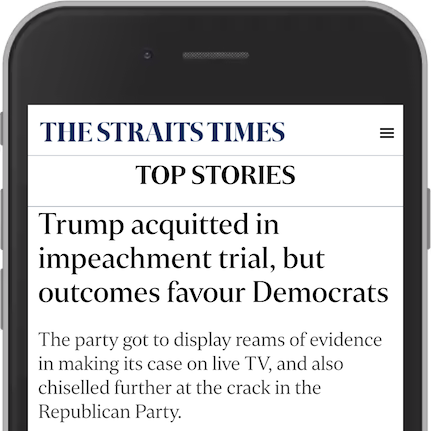 THE STRAITS TIMES
TOP STORIES
Trump acquitted in
impeachment trial, but
outcomes favour Democrats
The party got to display reams of evidence
in making its case on live TV, and also
chiselled further at the crack in the
Republican Party.